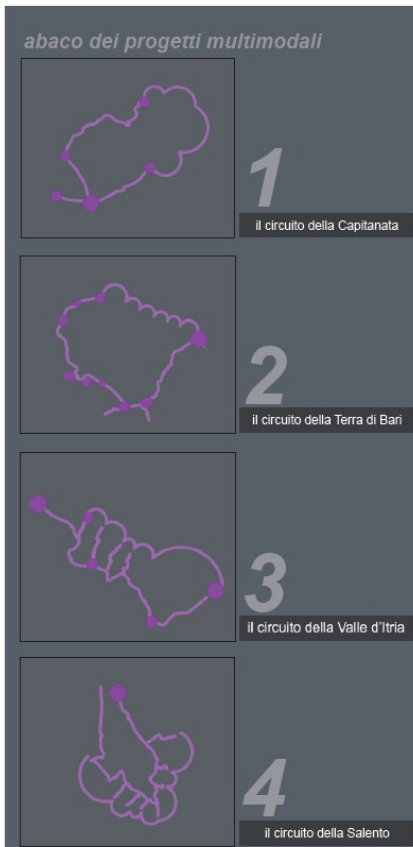 abaco dei progetti multimodali
1
il circuito della Capitanata
2
il circuito della Terra di Bari
3
il circuito della Valle d'Itria
4
il circuito della Salento